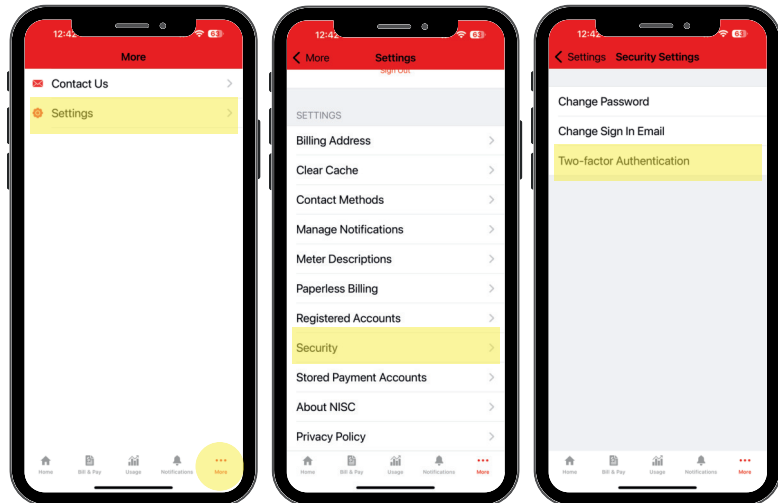 12:42
63
More
Contact Us
Settings
Home
Bill & Pay
Usage
Notifications
More
12:42
63
More
Settings
Sign Out
SETTINGS
Billing Address
Clear Cache
Contact Methods
Manage Notifications
Meter Descriptions
Paperless Billing
Registered Accounts
Security
Stored Payment Accounts
About NISC
Privacy Policy
Home
Bill & Pay
Usage
Notifications
More
12:42
63
Settings
Security Settings
Change Password
Change Sign In Email
Two-factor Authentication
Home
Bill & Pay
Usage
Notifications
More